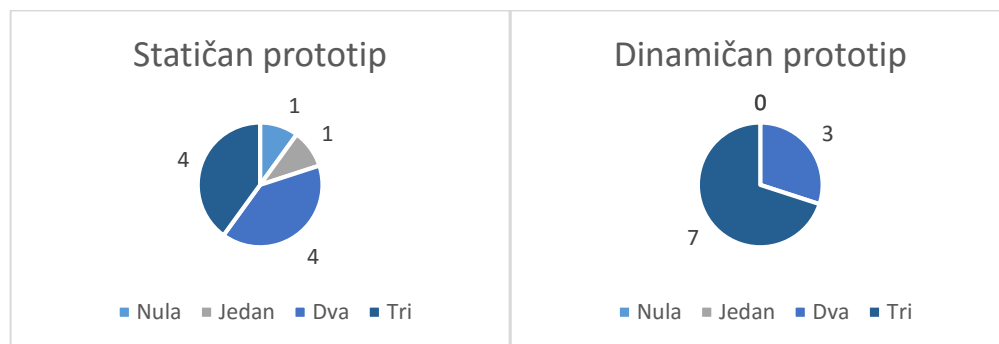 Statičan prototip
1
1
4
4
Nula Jedan Dva Tri
Dinamičan prototip
0
3
7
Nula Jedan Dva Tri